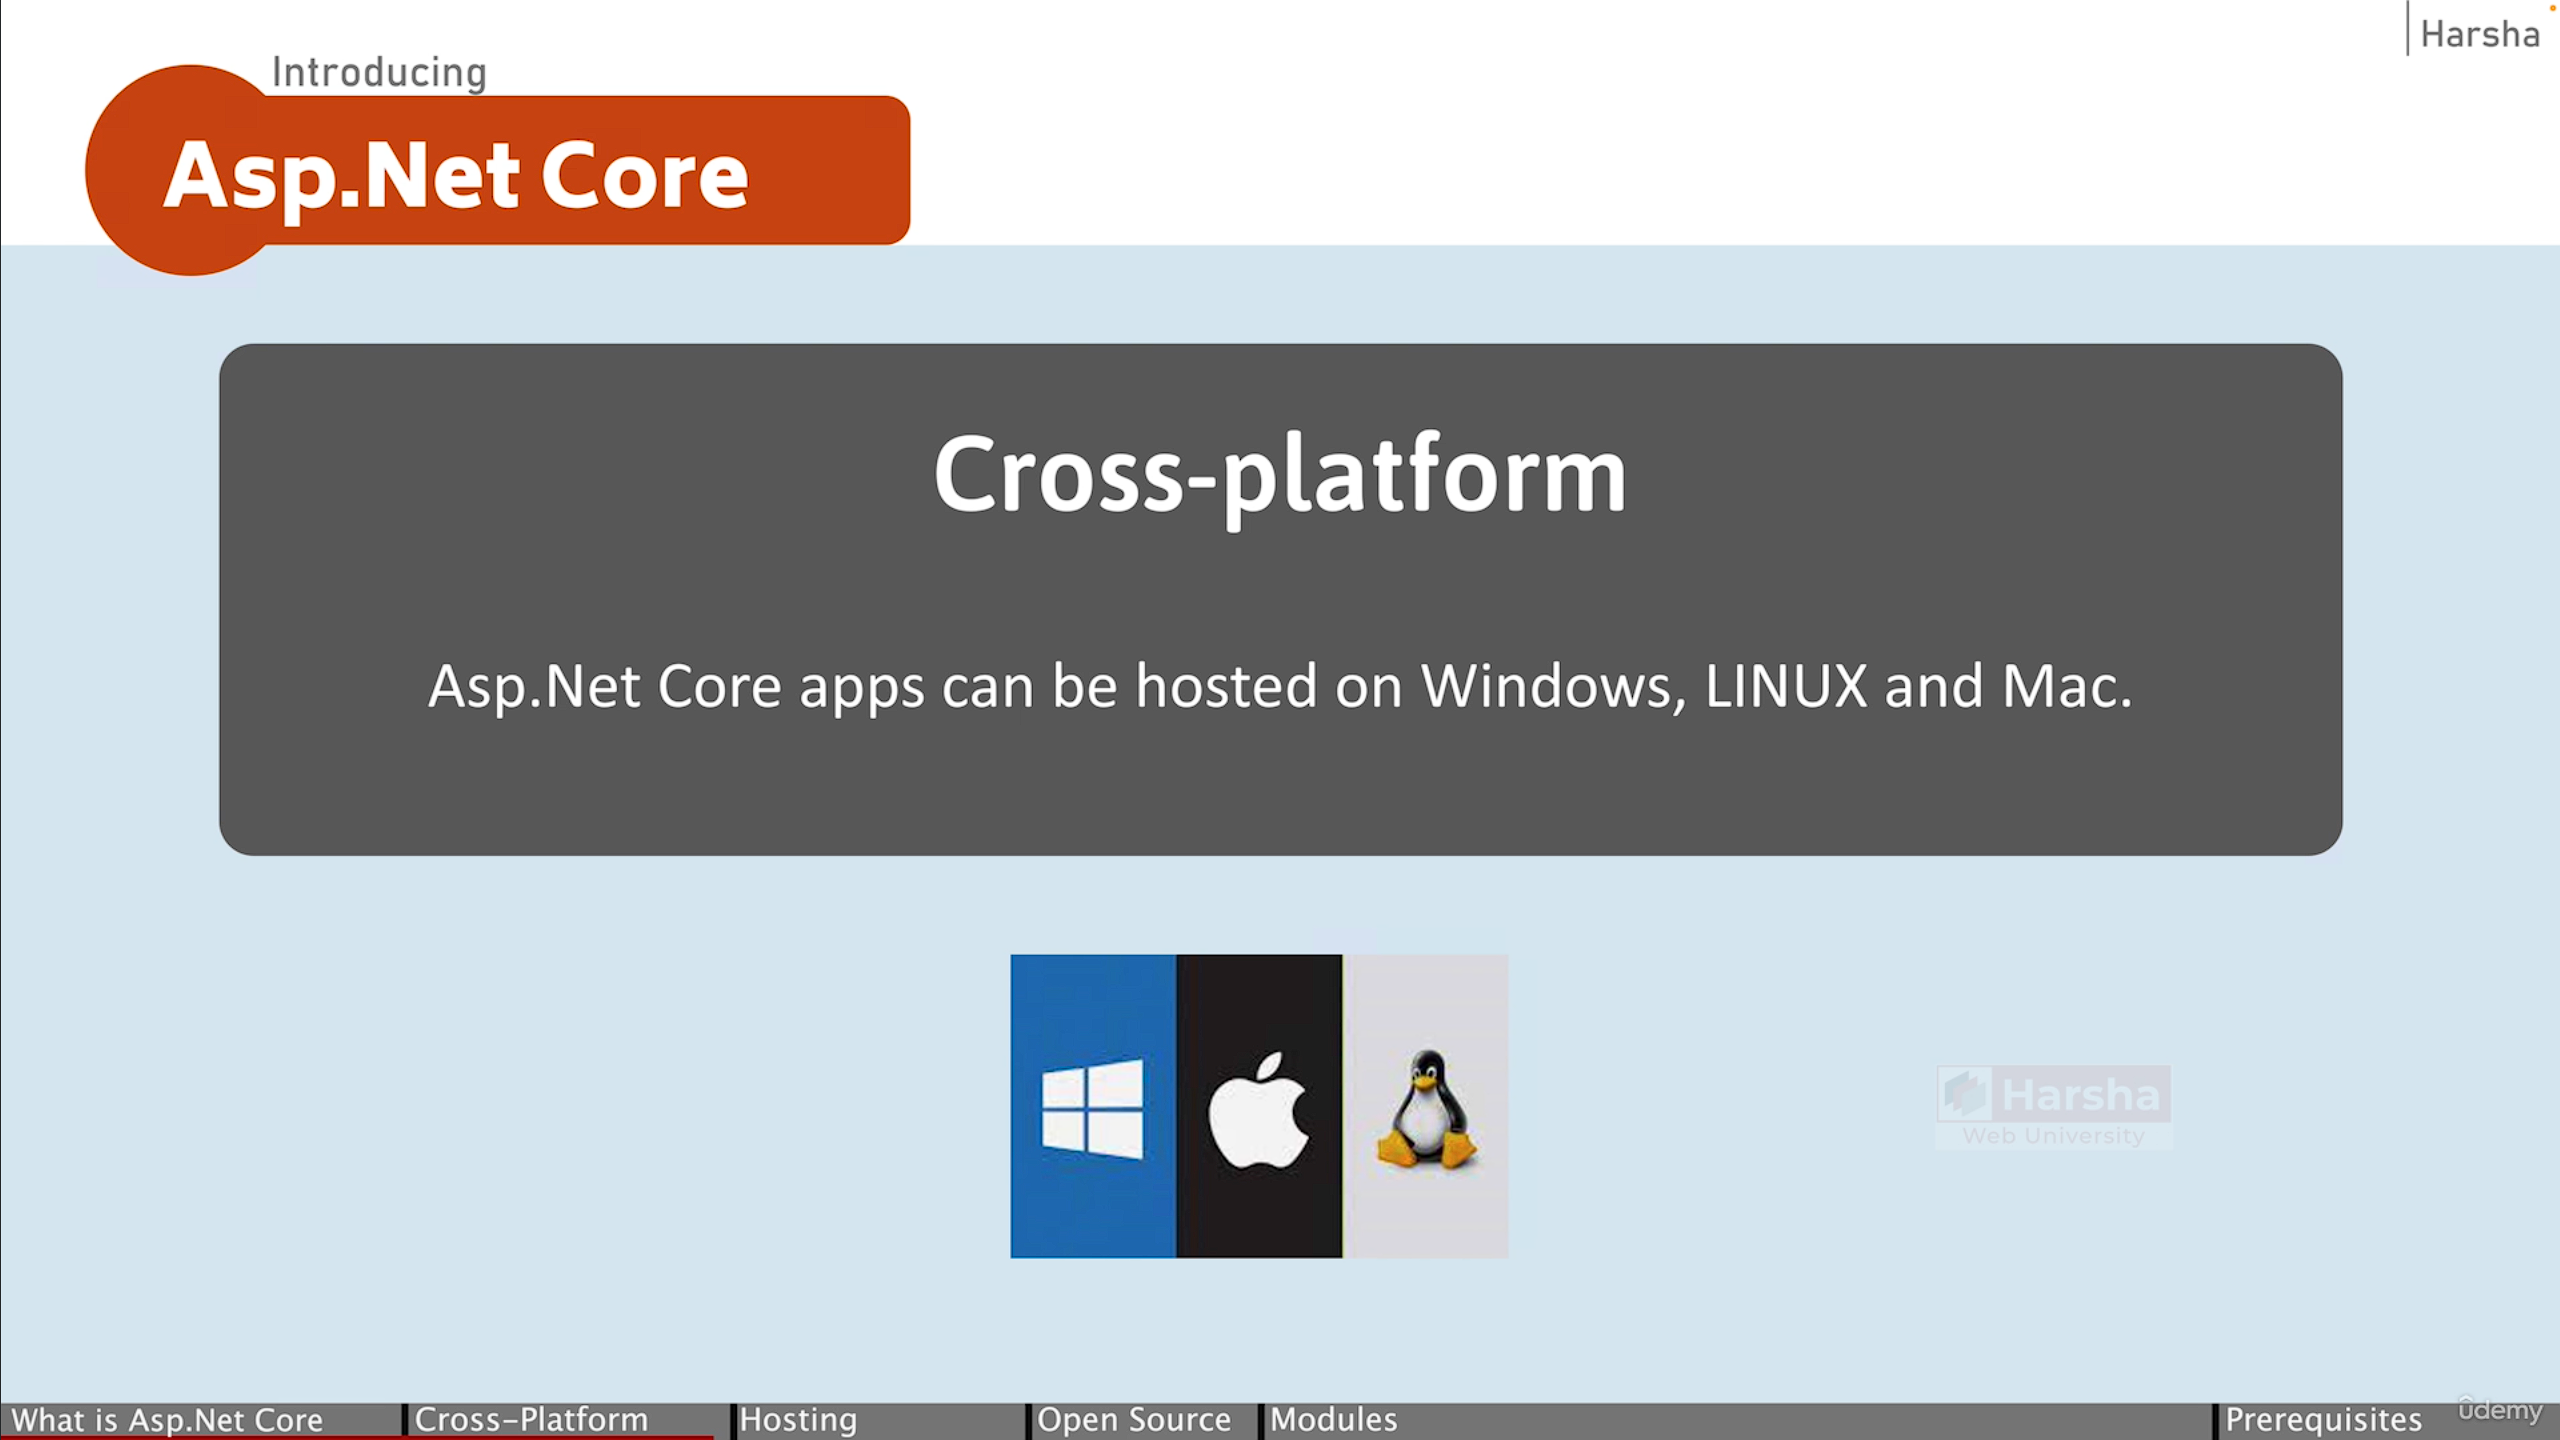 Harsha
Introducing
Asp.Net Core
Cross-platform
Asp.Net Core apps can be hosted on Windows, LINUX and Mac.
Harsha
Web University
What is Asp.Net Core
Cross-Platform
Hosting
Open Source
Modules
Prerequisites
ûdemy